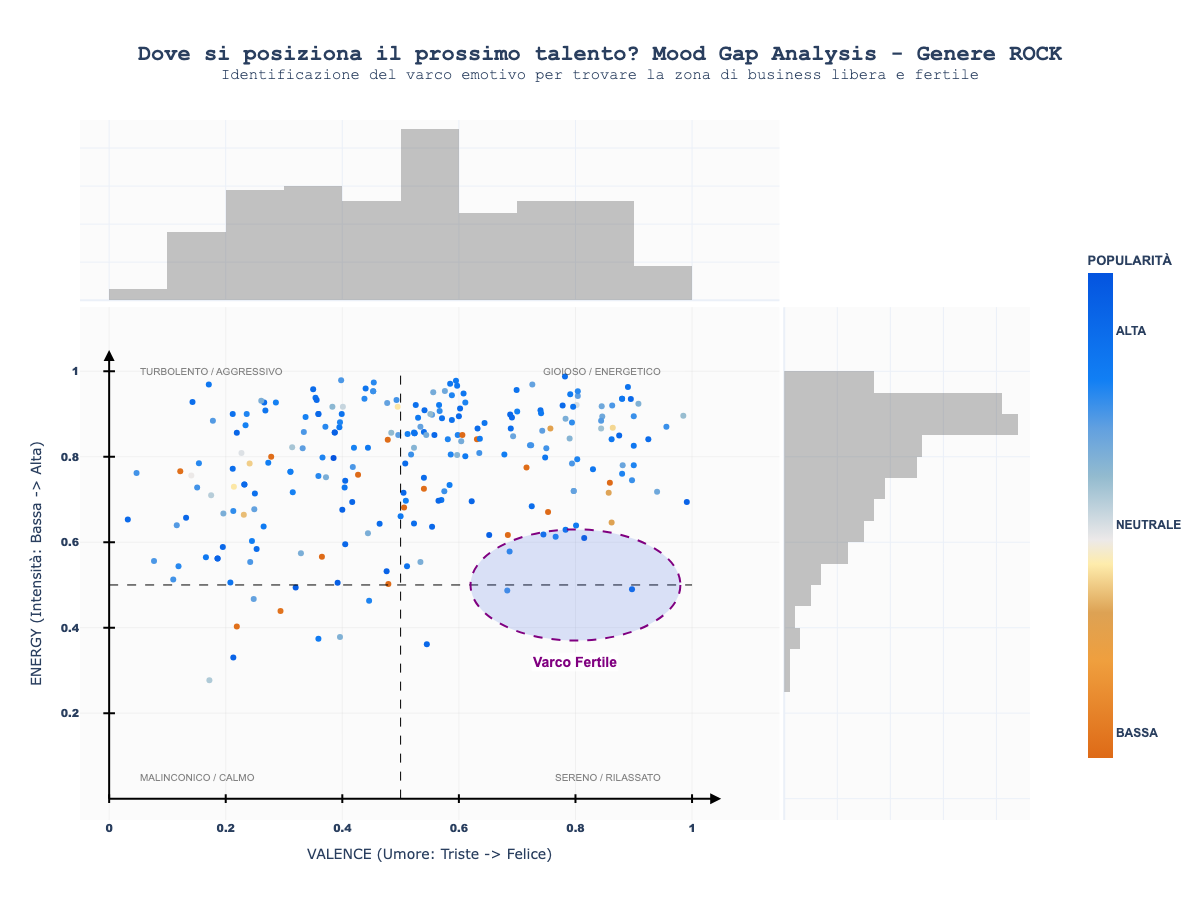 Dove si posiziona il prossimo talento? Mood Gap Analysis - Genere ROCK
Identificazione del varco emotivo per trovare la zona di business libera e fertile
POPOLARITÀ
ALTA
NEUTRALE
BASSA
TURBOLENTO / AGGRESSIVO
GIOIOSO / ENERGETICO
1
0.8
0.6
0.4
0.2
ENERGY (Intensità: Bassa -> Alta)
Varco Fertile
MALINCONICO / CALMO
SERENO / RILASSATO
0
0.2
0.4
0.6
0.8
1
VALENCE (Umore: Triste -> Felice)